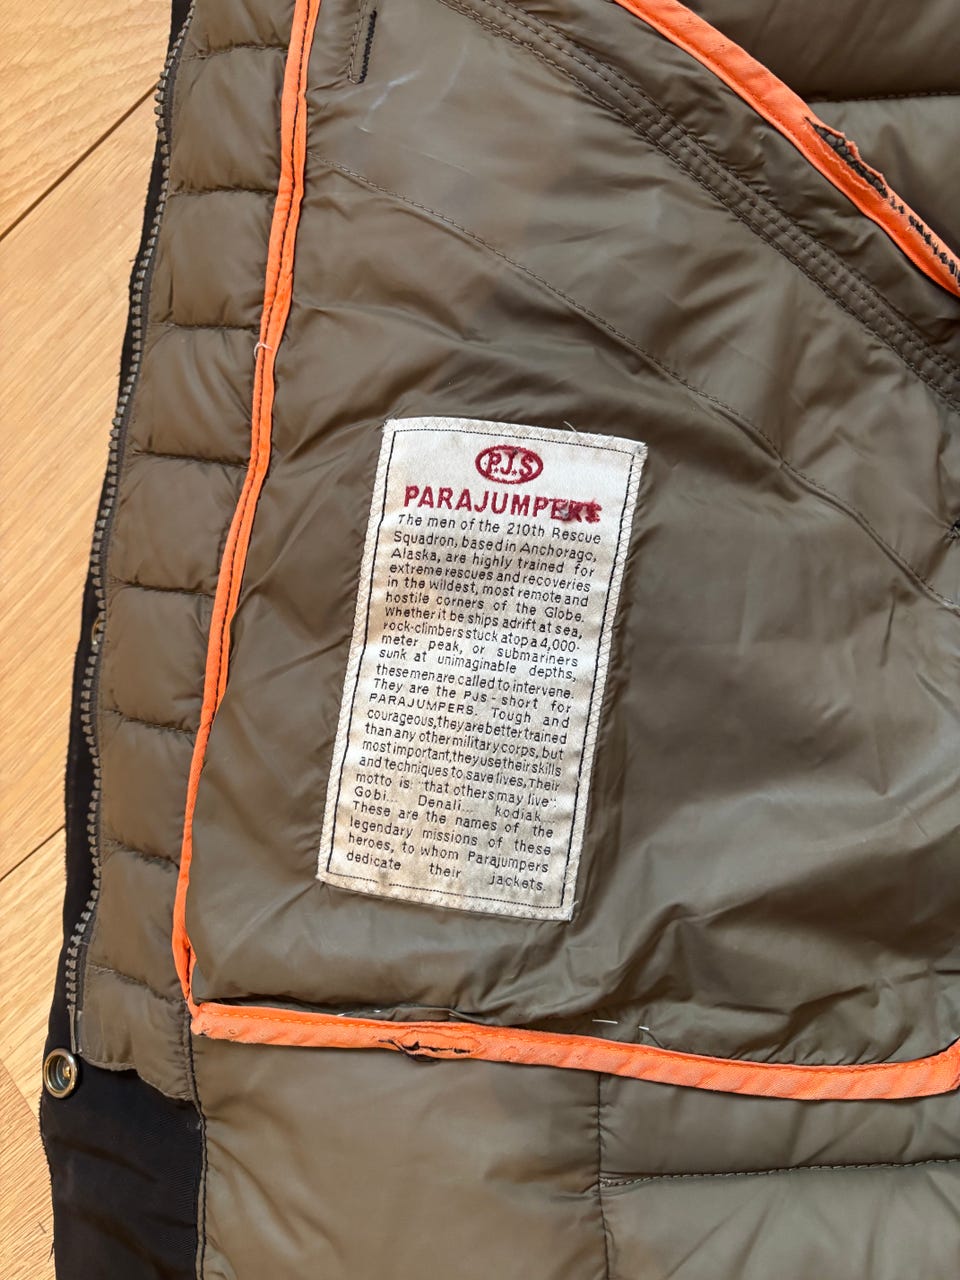 P.J.S
PARAJUMPERS
The men of the 210th Rescue
Squadron, based in Anchorage,
Alaska, are highly trained for
extreme rescues and recoveries
in the wildest, most remote and
hostile corners of the Globe.
Whether it be ships adrift at sea,
rock-climbers stuck atop a 4,000-
meter peak, or submariners
sunk at unimaginable depths,
these men are called to intervene.
They are the PJS - short for
PARAJUMPERS. Tough and
courageous, they are better trained
than any other military corps, but
most important, they use their skills
and techniques to save lives, Their
motto is "that others may live":
Gobi... Denali... kodiak...
These are the names of the
legendary missions of these
heroes, to whom Parajumpers
dedicate their jackets.